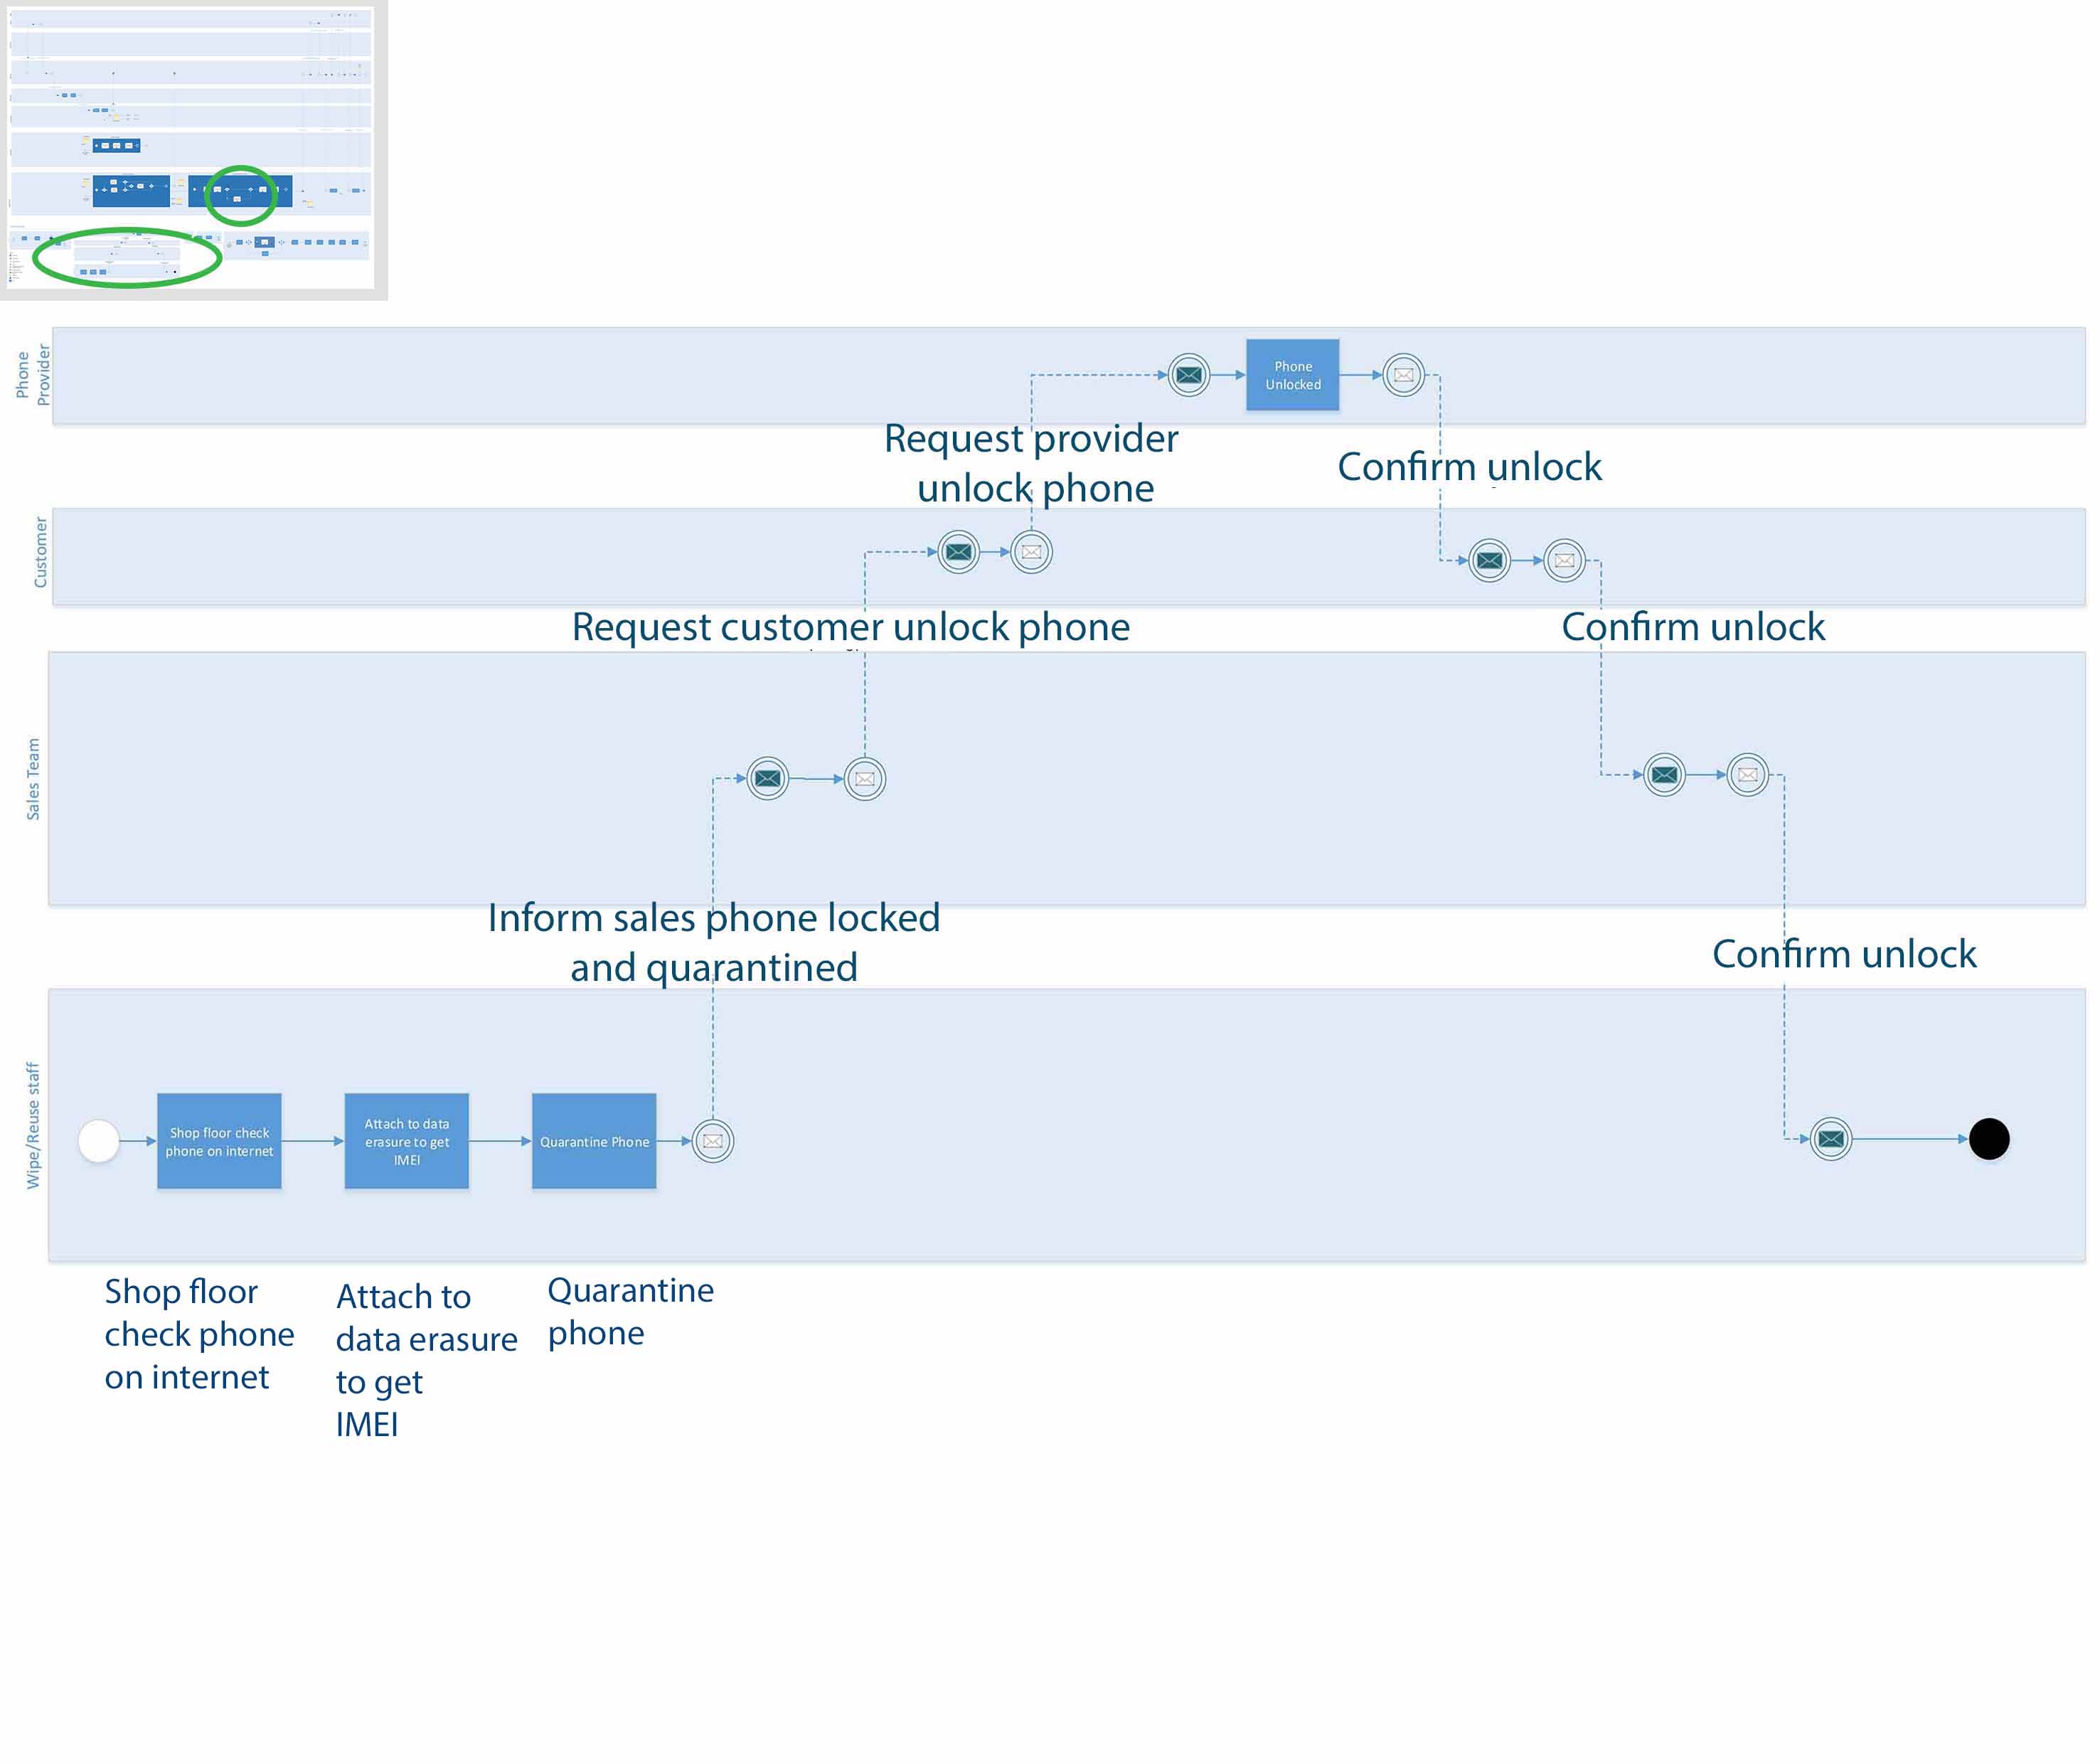 Phone
Provider
Phone
Unlocked
Request provider
unlock phone
Confirm unlock
Customer
Request customer unlock phone
Confirm unlock
Sales Team
Inform sales phone locked
and quarantined
Confirm unlock
Wipe/Reuse staff
Shop floor check
phone on internet
Attach to data
erasure to get
IMEI
Quarantine Phone
Shop floor
check phone
on internet
Attach to
data erasure
to get
IMEI
Quarantine
phone